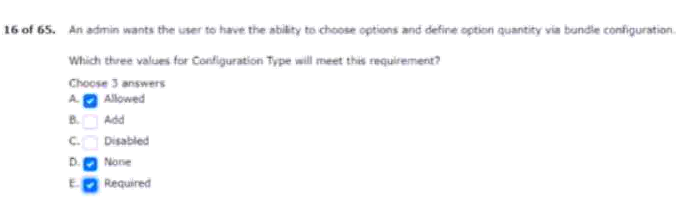 16 of 65. An admin wants the user to have the ability to choose options and define option quantity via bundle configuration.
Which three values for Configuration Type will meet this requirement?
Choose 3 answers
A. Allowed
B. Add
C. Disabled
D. None
E. Required